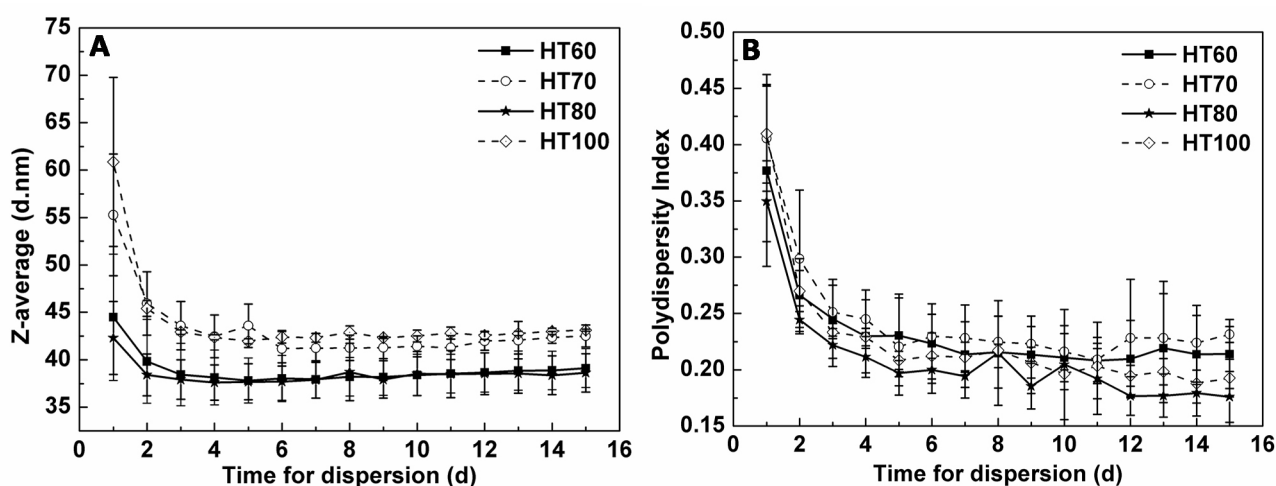 A
Z-average (d.nm)
75
70
65
60
55
50
45
40
35
HT60
HT70
HT80
HT100
0 2 4 6 8 10 12 14 16
Time for dispersion (d)
B
Polydispersity Index
0.50
0.45
0.40
0.35
0.30
0.25
0.20
0.15
HT60
HT70
HT80
HT100
0 2 4 6 8 10 12 14 16
Time for dispersion (d)